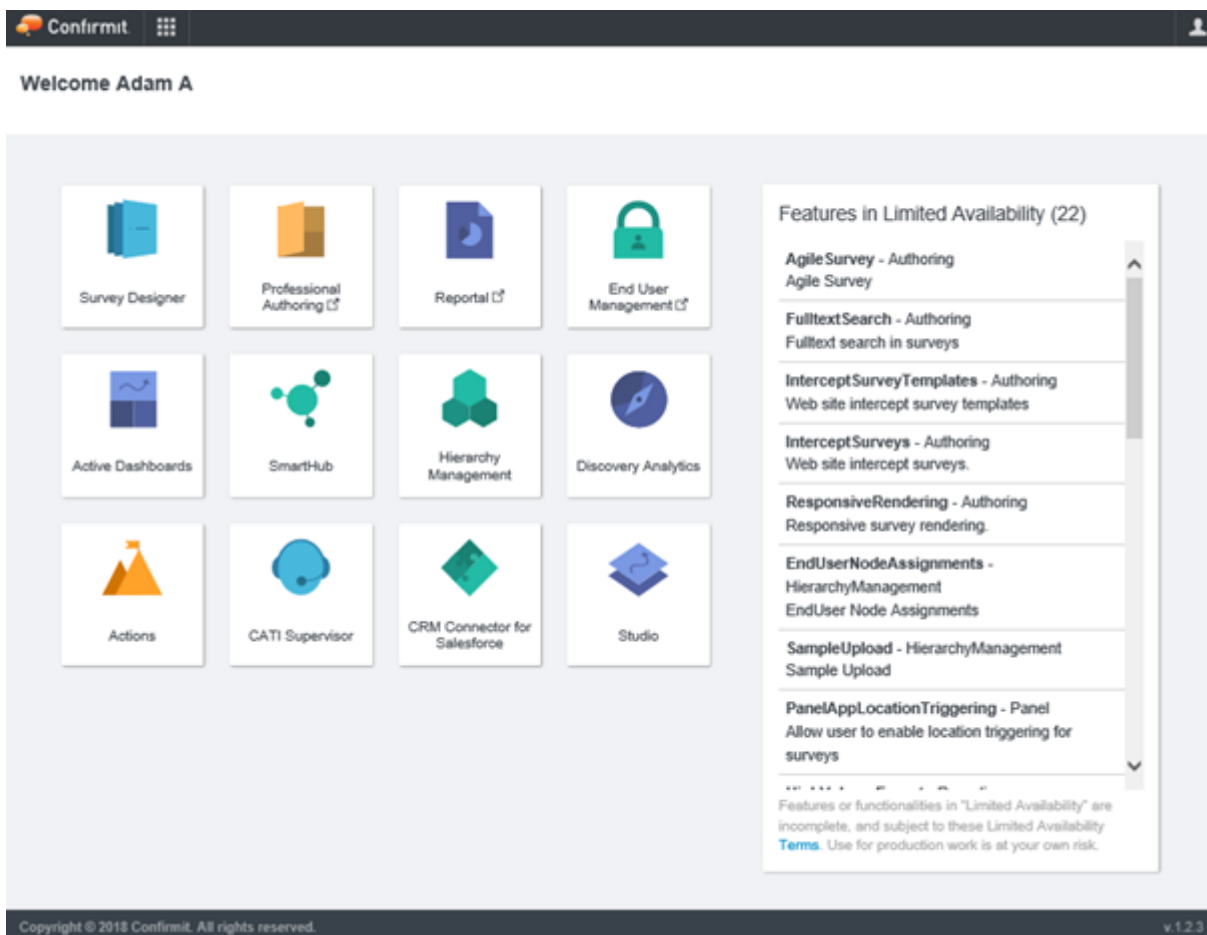 Confirmit.
Welcome Adam A
Survey Designer
Professional
Authoring
Reportal
End User
Management
Active Dashboards
SmartHub
Hierarchy
Management
Discovery Analytics
Actions
CATI Supervisor
CRM Connector for
Salesforce
Studio
Features in Limited Availability (22)
AgileSurvey - Authoring
Agile Survey
FulltextSearch - Authoring
Fulltext search in surveys
InterceptSurveyTemplates - Authoring
Web site intercept survey templates
InterceptSurveys - Authoring
Web site intercept surveys.
ResponsiveRendering - Authoring
Responsive survey rendering.
EndUserNodeAssignments -
HierarchyManagement
EndUser Node Assignments
SampleUpload - HierarchyManagement
Sample Upload
PanelAppLocationTriggering - Panel
Allow user to enable location triggering for
surveys
Features or functionalities in "Limited Availability" are
incomplete, and subject to these Limited Availability
Terms. Use for production work is at your own risk.
Copyright © 2018 Confirmit. All rights reserved.
v.1.2.3